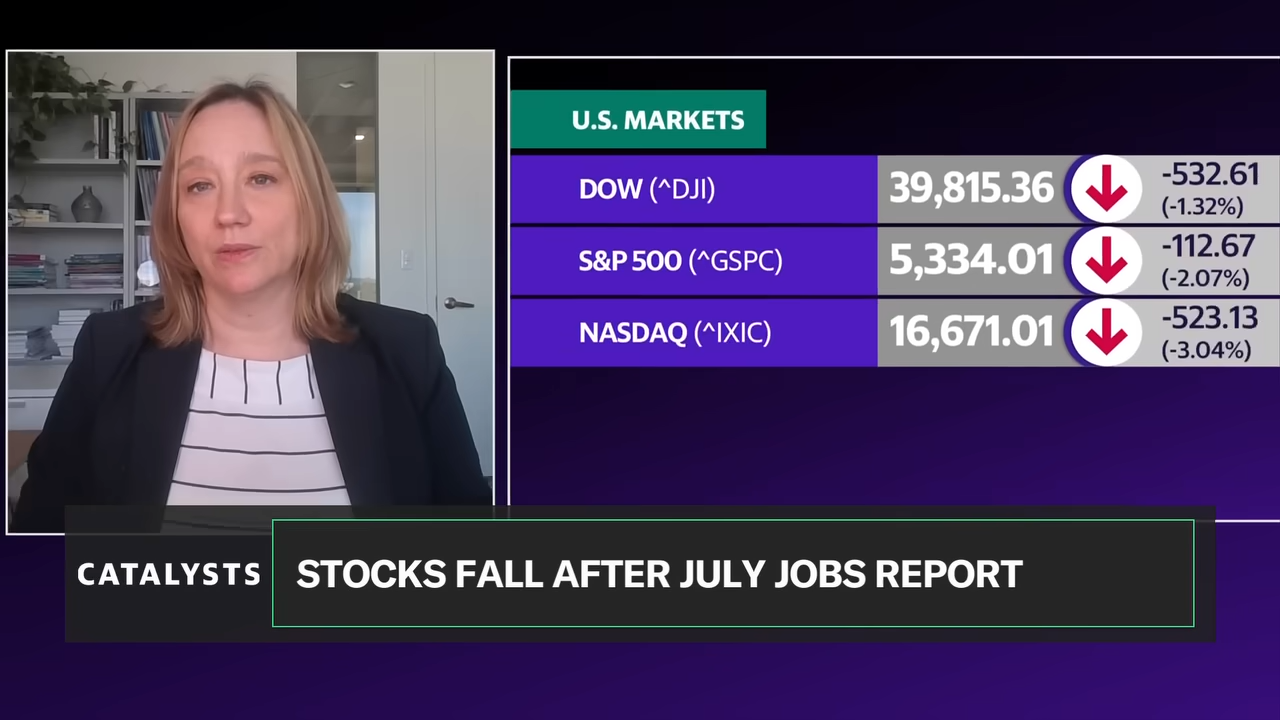 U.S. MARKETS
DOW (^DJI) 39,815.36 -532.61 (-1.32%)
S&P 500 (^GSPC) 5,334.01 -112.67 (-2.07%)
NASDAQ (^IXIC) 16,671.01 -523.13 (-3.04%)
CATALYSTS STOCKS FALL AFTER JULY JOBS REPORT